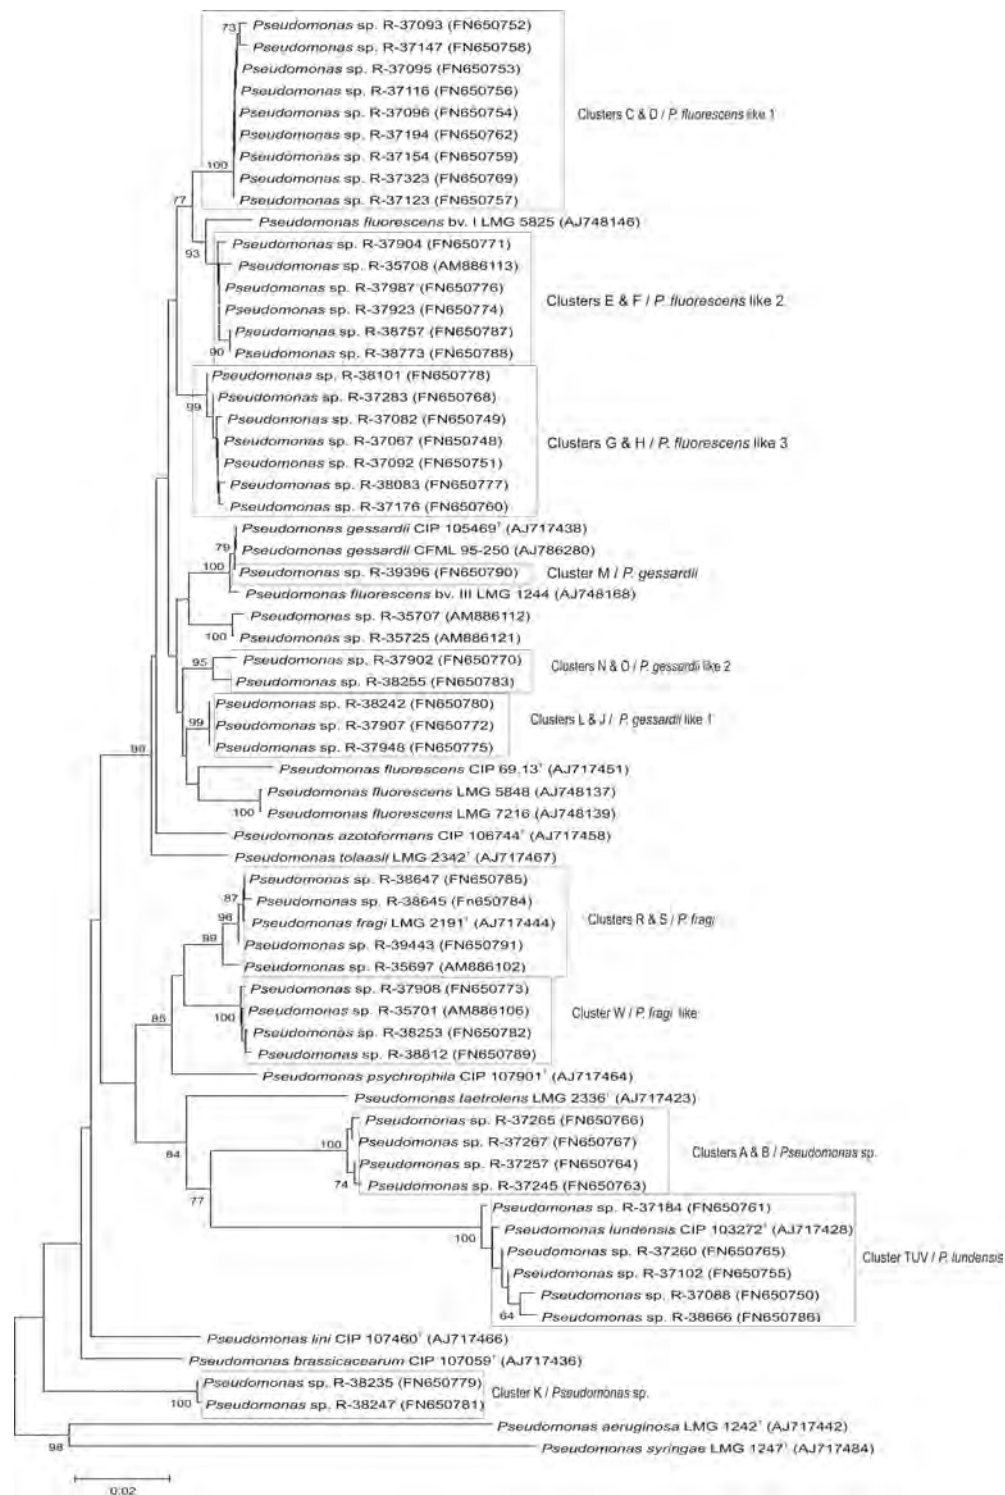 73
Pseudomonas sp. R-37093 (FN650752)
Pseudomonas sp. R-37147 (FN650758)
Pseudomonas sp. R-37095 (FN650753)
Pseudomonas sp. R-37116 (FN650756)
Pseudomonas sp. R-37096 (FN650754)
Clusters C & D / P. fluorescens like 1
Pseudomonas sp. R-37194 (FN650762)
Pseudomonas sp. R-37154 (FN650759)
100
Pseudomonas sp. R-37323 (FN650769)
Pseudomonas sp. R-37123 (FN650757)
77
Pseudomonas fluorescens bv. I LMG 5825 (AJ748146)
Pseudomonas sp. R-37904 (FN650771)
93
Pseudomonas sp. R-35708 (AM886113)
Pseudomonas sp. R-37987 (FN650776)
Clusters E & F / P. fluorescens like 2
Pseudomonas sp. R-37923 (FN650774)
Pseudomonas sp. R-38757 (FN650787)
90
Pseudomonas sp. R-38773 (FN650788)
Pseudomonas sp. R-38101 (FN650778)
Pseudomonas sp. R-37283 (FN650768)
99
Pseudomonas sp. R-37082 (FN650749)
Pseudomonas sp. R-37067 (FN650748)
Clusters G & H / P. fluorescens like 3
Pseudomonas sp. R-37092 (FN650751)
Pseudomonas sp. R-38083 (FN650777)
Pseudomonas sp. R-37176 (FN650760)
Pseudomonas gessardii CIP 105469ᵀ (AJ717438)
79
Pseudomonas gessardii CFML 95-250 (AJ786280)
100
Pseudomonas sp. R-39396 (FN650790)
Cluster M / P. gessardii
Pseudomonas fluorescens bv. III LMG 1244 (AJ748168)
Pseudomonas sp. R-35707 (AM886112)
100
Pseudomonas sp. R-35725 (AM886121)
95
Pseudomonas sp. R-37902 (FN650770)
Clusters N & O / P. gessardii like 2
Pseudomonas sp. R-38255 (FN650783)
Pseudomonas sp. R-38242 (FN650780)
99
Pseudomonas sp. R-37907 (FN650772)
Clusters L & J / P. gessardii like 1
Pseudomonas sp. R-37948 (FN650775)
98
Pseudomonas fluorescens CIP 69.13ᵀ (AJ717451)
Pseudomonas fluorescens LMG 5848 (AJ748137)
100
Pseudomonas fluorescens LMG 7216 (AJ748139)
Pseudomonas azotoformans CIP 106744ᵀ (AJ717458)
Pseudomonas tolaasii LMG 2342ᵀ (AJ717467)
Pseudomonas sp. R-38647 (FN650785)
87
Pseudomonas sp. R-38645 (Fn650784)
96
Pseudomonas fragi LMG 2191ᵀ (AJ717444)
Clusters R & S / P. fragi
99
Pseudomonas sp. R-39443 (FN650791)
Pseudomonas sp. R-35697 (AM886102)
Pseudomonas sp. R-37908 (FN650773)
Pseudomonas sp. R-35701 (AM886106)
Cluster W / P. fragi like
85
100
Pseudomonas sp. R-38253 (FN650782)
Pseudomonas sp. R-38812 (FN650789)
Pseudomonas psychrophila CIP 107901ᵀ (AJ717464)
Pseudomonas taetrolens LMG 2336ᵀ (AJ717423)
Pseudomonas sp. R-37265 (FN650766)
100
Pseudomonas sp. R-37267 (FN650767)
84
Pseudomonas sp. R-37257 (FN650764)
Clusters A & B / Pseudomonas sp.
74
Pseudomonas sp. R-37245 (FN650763)
77
Pseudomonas sp. R-37184 (FN650761)
Pseudomonas lundensis CIP 103272ᵀ (AJ717428)
100
Pseudomonas sp. R-37260 (FN650765)
Cluster TUV / P. lundensis
Pseudomonas sp. R-37102 (FN650755)
Pseudomonas sp. R-37088 (FN650750)
64
Pseudomonas sp. R-38666 (FN650786)
Pseudomonas lini CIP 107460ᵀ (AJ717466)
Pseudomonas brassicacearum CIP 107059ᵀ (AJ717436)
Pseudomonas sp. R-38235 (FN650779)
Cluster K / Pseudomonas sp.
100
Pseudomonas sp. R-38247 (FN650781)
Pseudomonas aeruginosa LMG 1242ᵀ (AJ717442)
98
Pseudomonas syringae LMG 1247ᵀ (AJ717484)
0.02